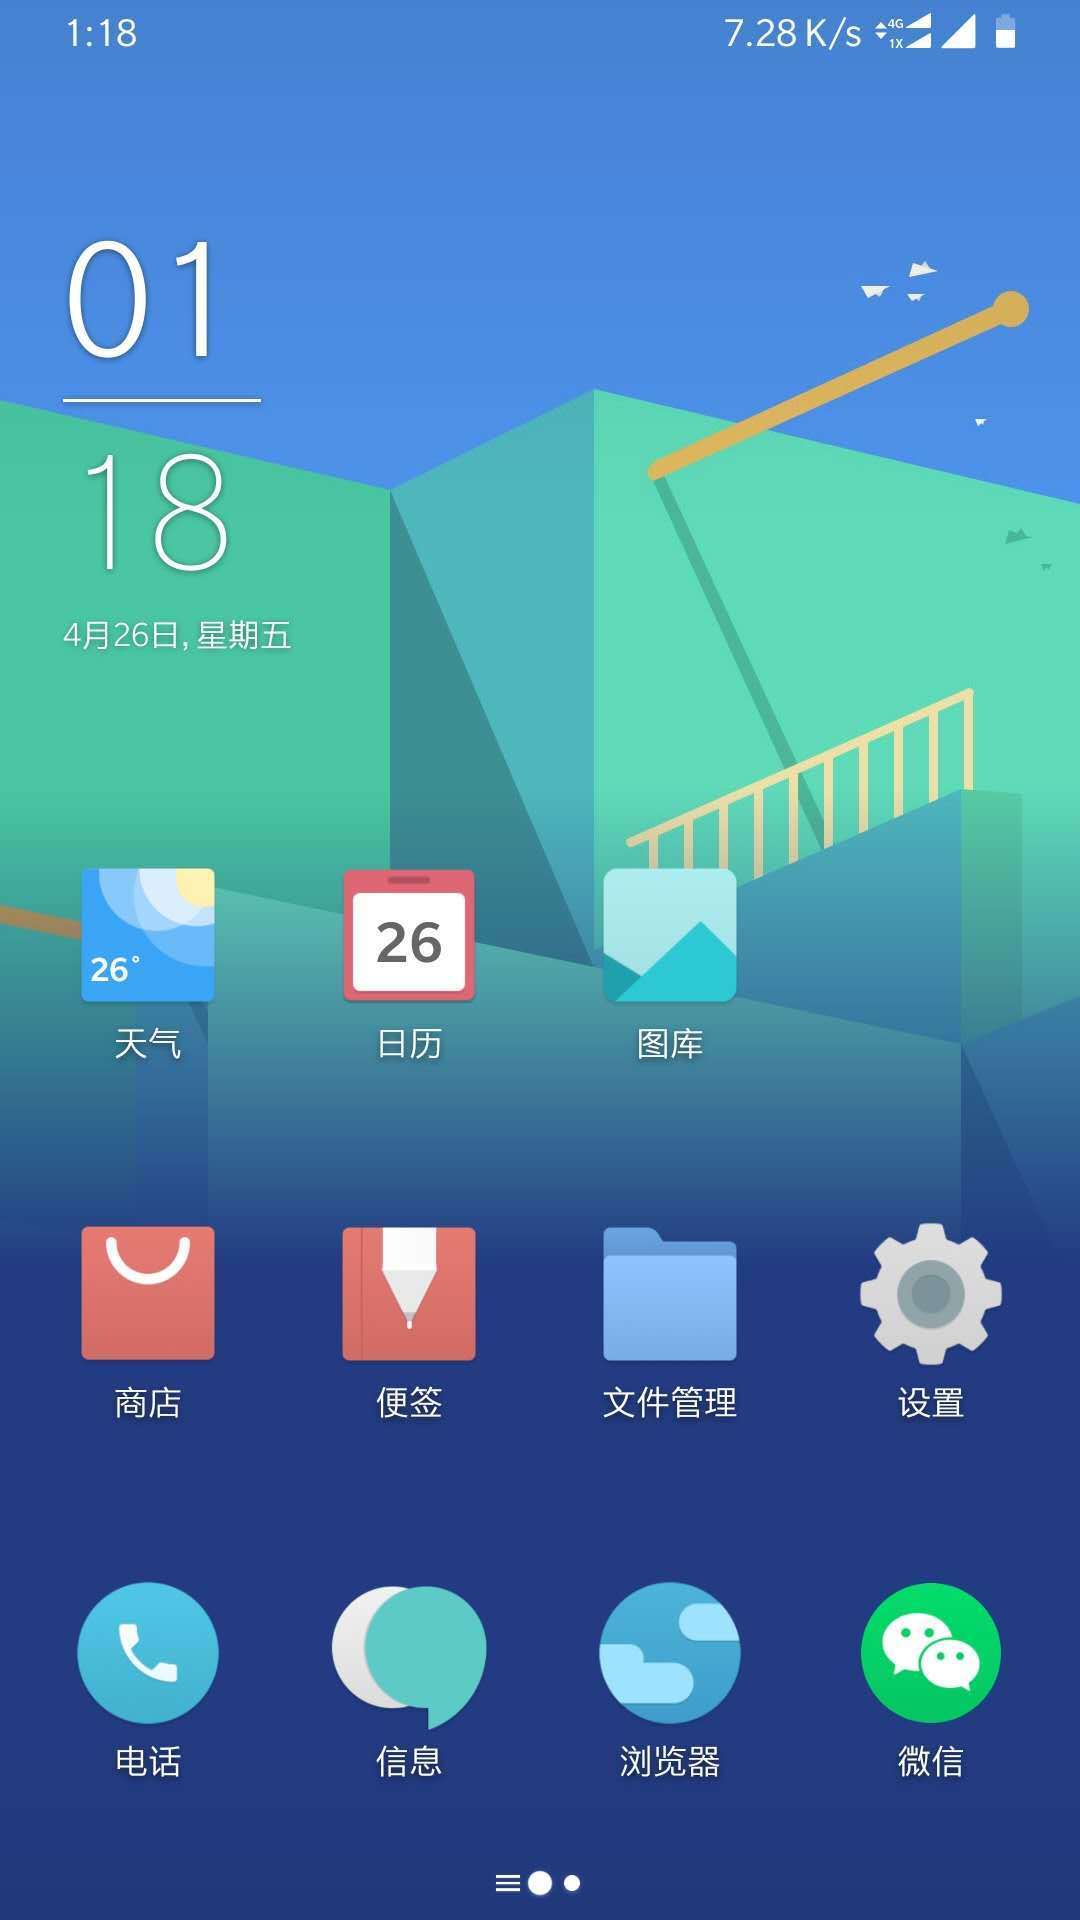 1:18
7.28 K/s 4G 1X
01
18
4月26日, 星期五
26°
26
天气
日历
图库
商店
便签
文件管理
设置
电话
信息
浏览器
微信